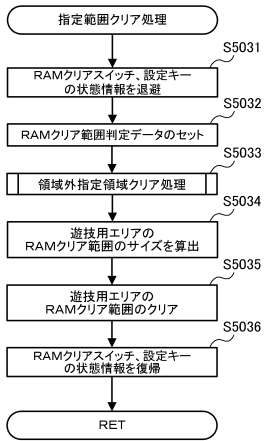 指定範囲クリア処理
S5031
RAMクリアスイッチ、設定キー
の状態情報を退避
S5032
RAMクリア範囲判定データのセット
S5033
領域外指定領域クリア処理
S5034
遊技用エリアの
RAMクリア範囲のサイズを算出
S5035
遊技用エリアの
RAMクリア範囲のクリア
S5036
RAMクリアスイッチ、設定キー
の状態情報を復帰
RET